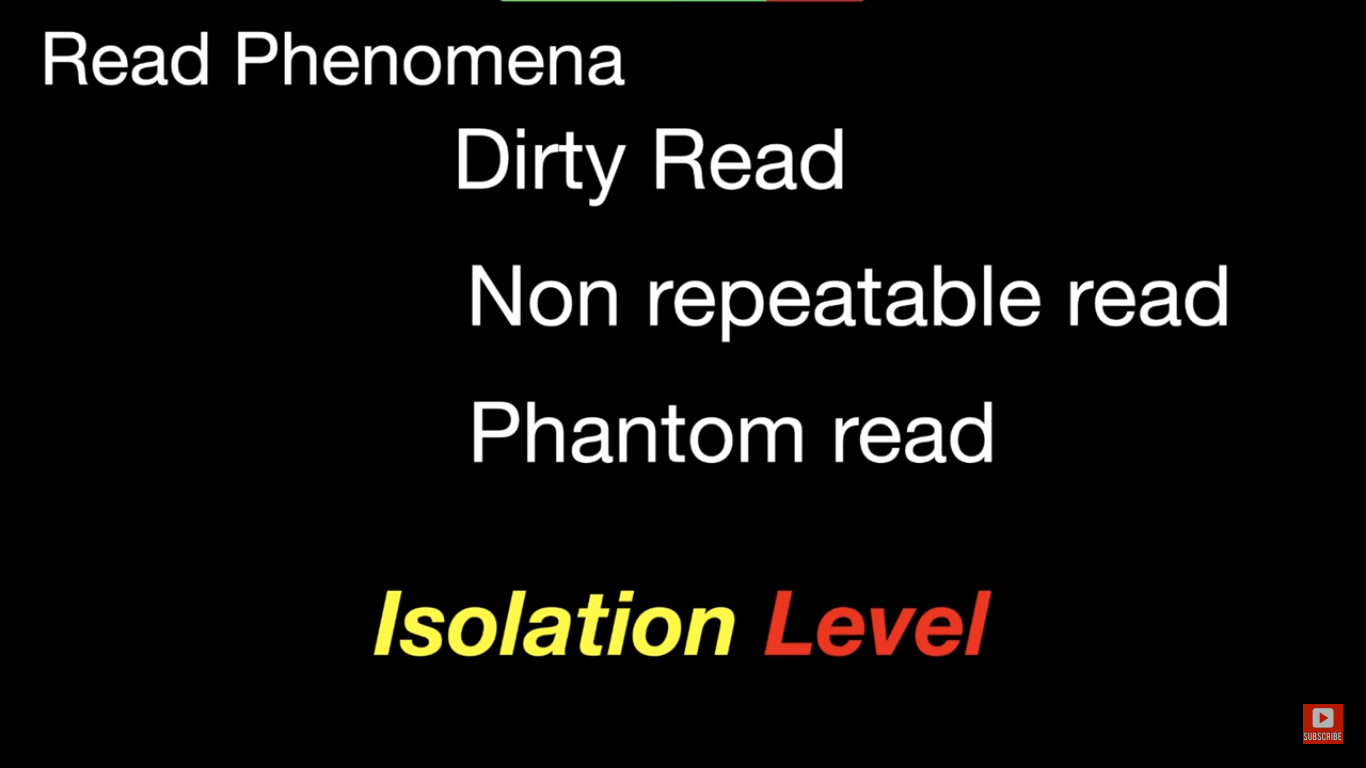 Read Phenomena
Dirty Read
Non repeatable read
Phantom read
Isolation Level
SUBSCRIBE